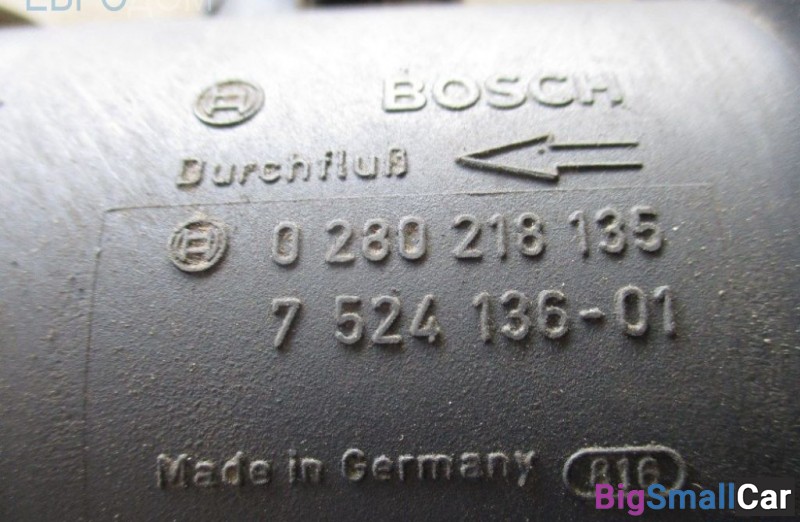 BOSCH
Durchfluß
0 280 218 135
7 524 136-01
Made in Germany 816
BigSmallCar